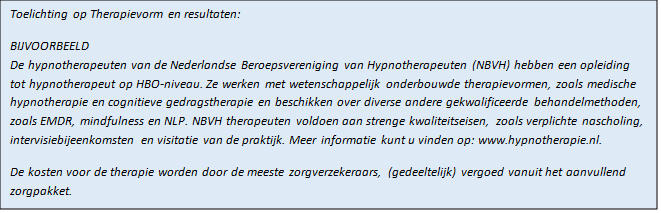 Toelichting op Therapievorm en resultaten:
BIJVOORBEELD
De hypnotherapeuten van de Nederlandse Beroepsvereniging van Hypnotherapeuten (NBVH) hebben een opleiding
tot hypnotherapeut op HBO-niveau. Ze werken met wetenschappelijk onderbouwde therapievormen, zoals medische
hypnotherapie en cognitieve gedragstherapie en beschikken over diverse andere gekwalificeerde behandelmethoden,
zoals EMDR, mindfulness en NLP. NBVH therapeuten voldoen aan strenge kwaliteitseisen, zoals verplichte nascholing,
intervisiebijeenkomsten en visitatie van de praktijk. Meer informatie kunt u vinden op: www.hypnotherapie.nl.
De kosten voor de therapie worden door de meeste zorgverzekeraars, (gedeeltelijk) vergoed vanuit het aanvullend
zorgpakket.